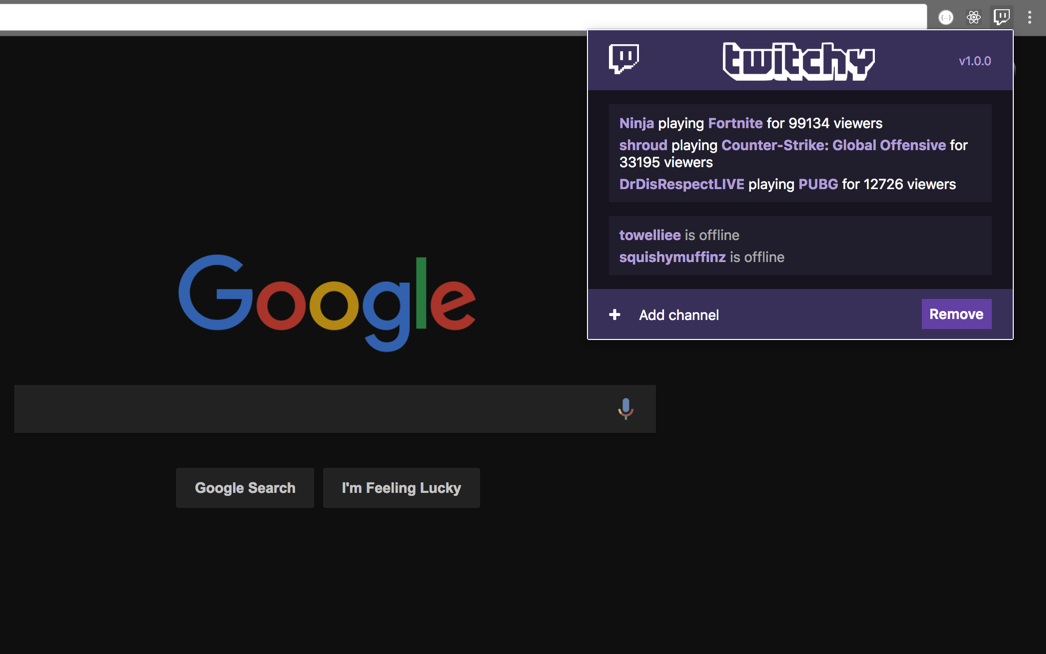 twitchy
v1.0.0
Ninja playing Fortnite for 99134 viewers
shroud playing Counter-Strike: Global Offensive for
33195 viewers
DrDisRespectLIVE playing PUBG for 12726 viewers
towelliee is offline
squishymuffinz is offline
+ Add channel
Remove
Google
Google Search
I'm Feeling Lucky